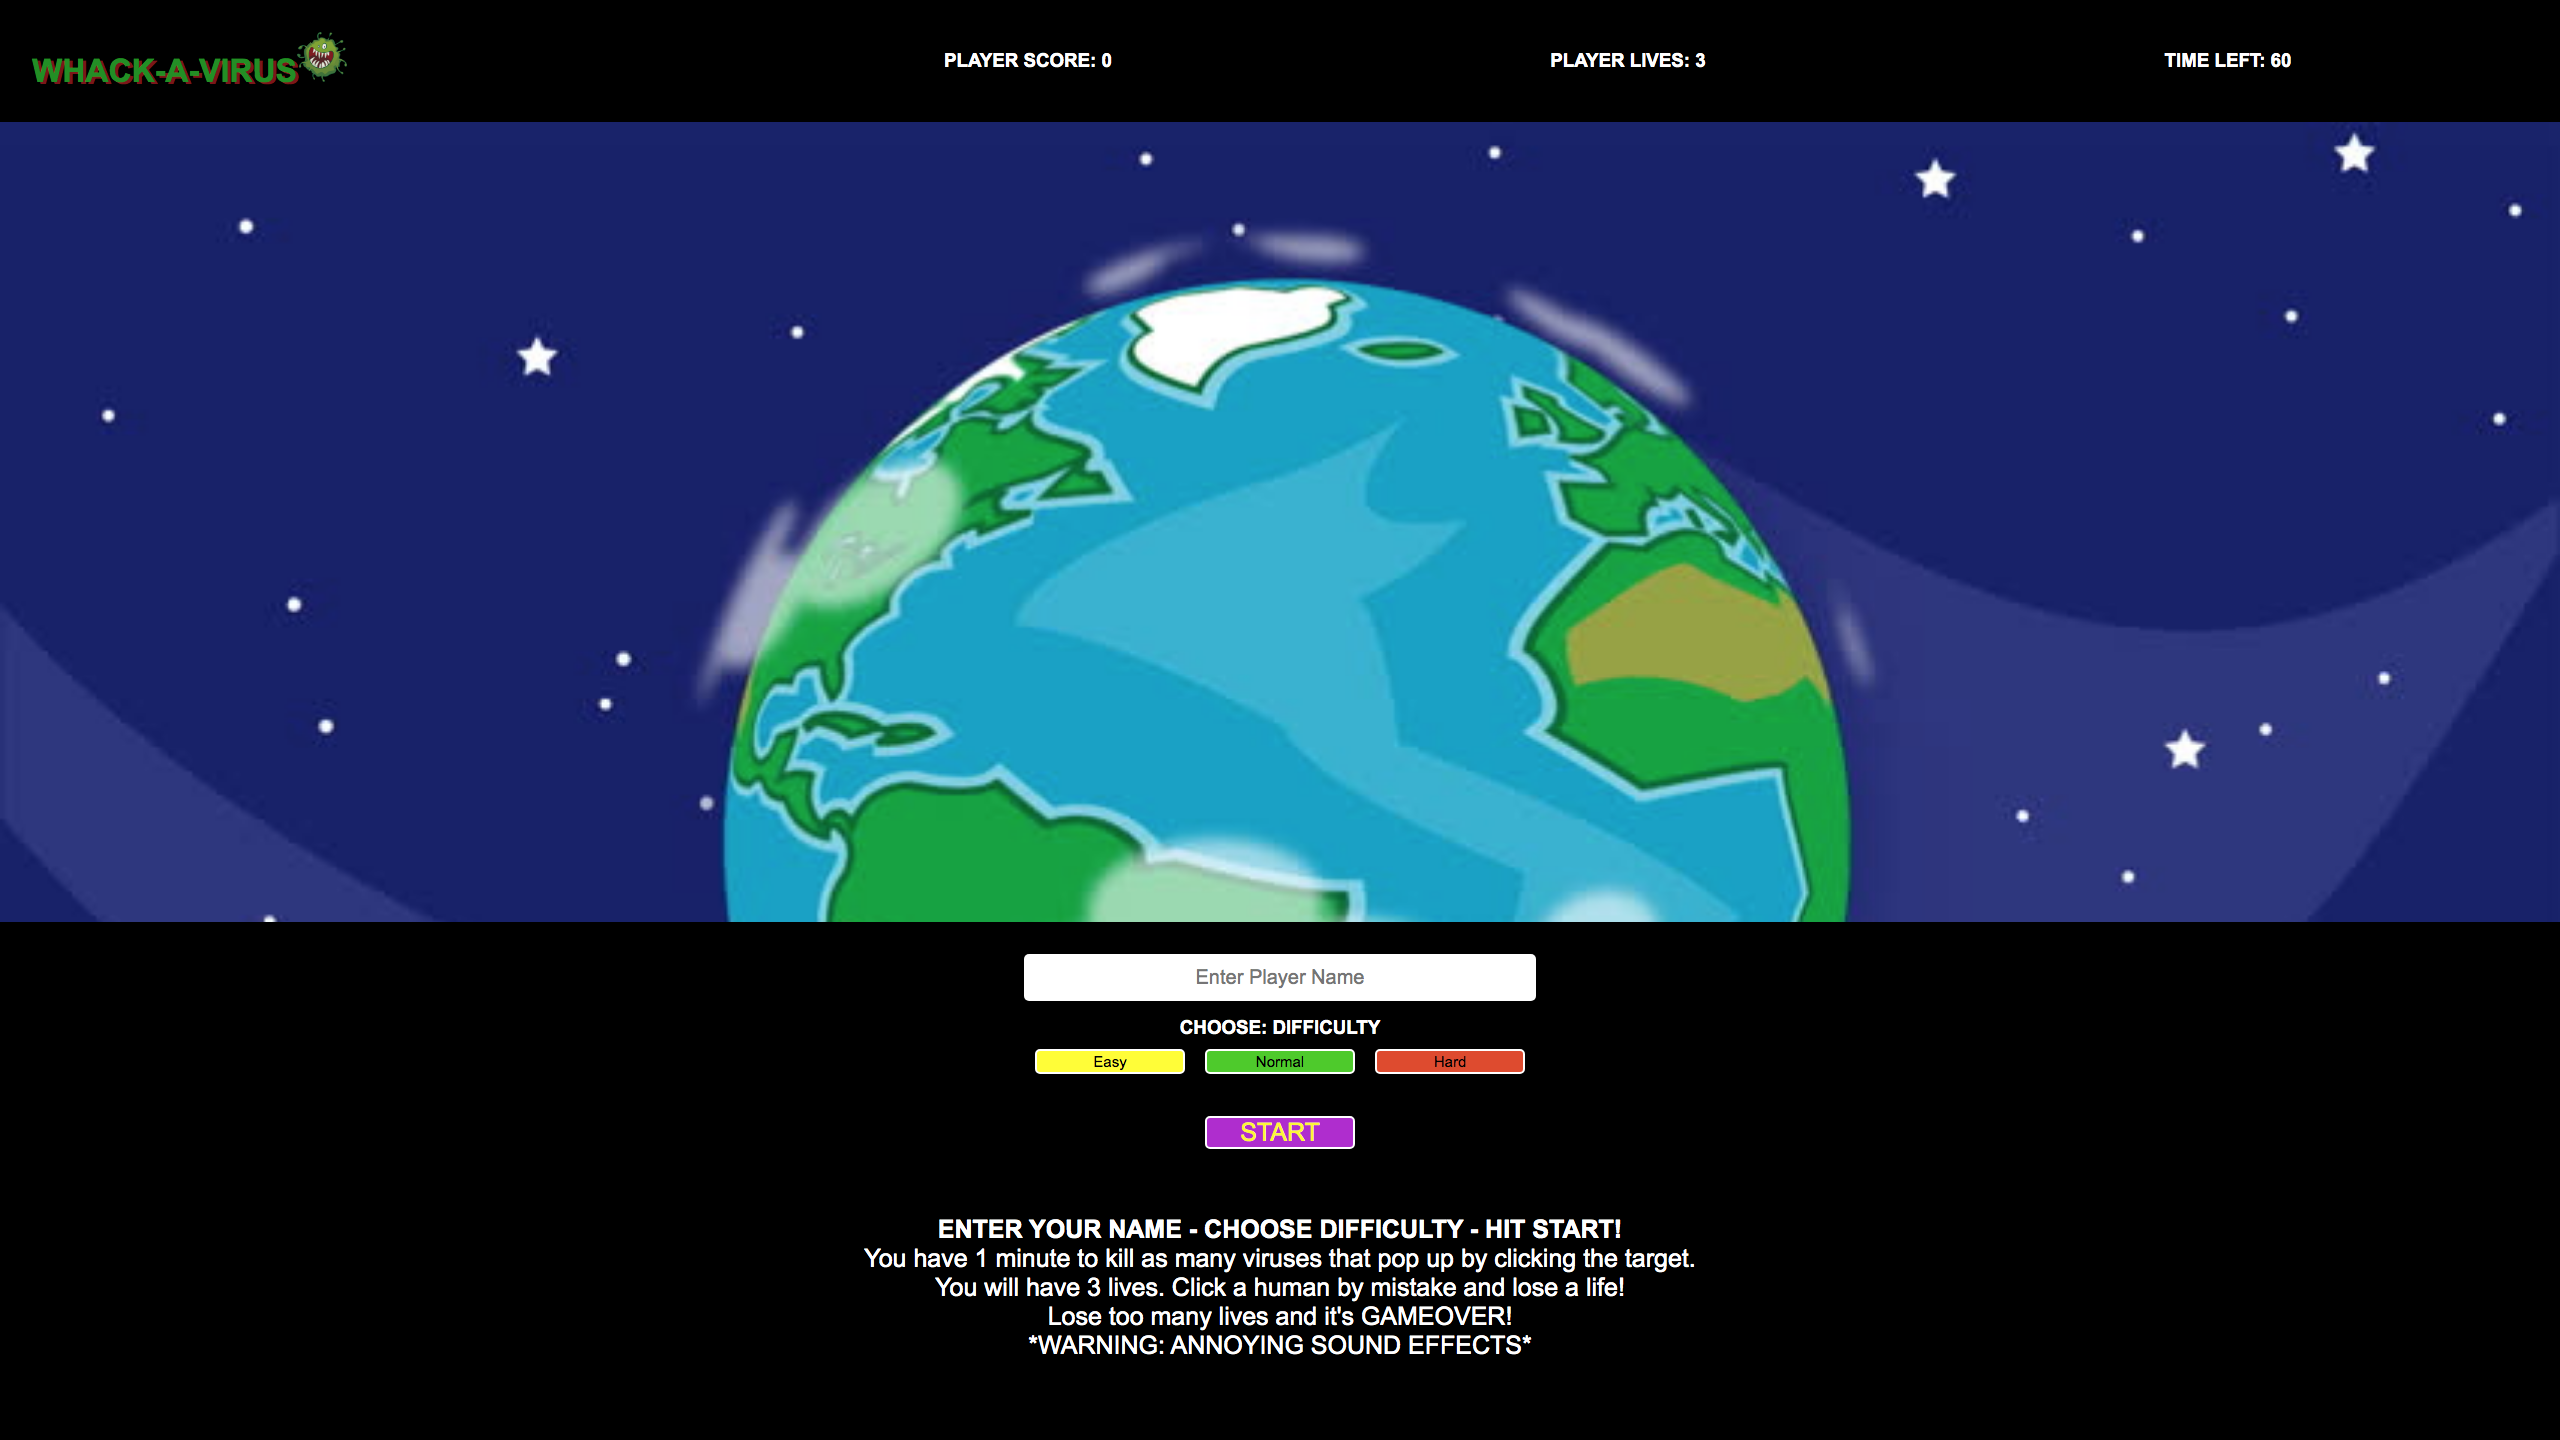 WHACK-A-VIRUS
PLAYER SCORE: 0
PLAYER LIVES: 3
TIME LEFT: 60
Enter Player Name
CHOOSE: DIFFICULTY
Easy
Normal
Hard
START
ENTER YOUR NAME - CHOOSE DIFFICULTY - HIT START!
You have 1 minute to kill as many viruses that pop up by clicking the target.
You will have 3 lives. Click a human by mistake and lose a life!
Lose too many lives and it's GAMEOVER!
*WARNING: ANNOYING SOUND EFFECTS*